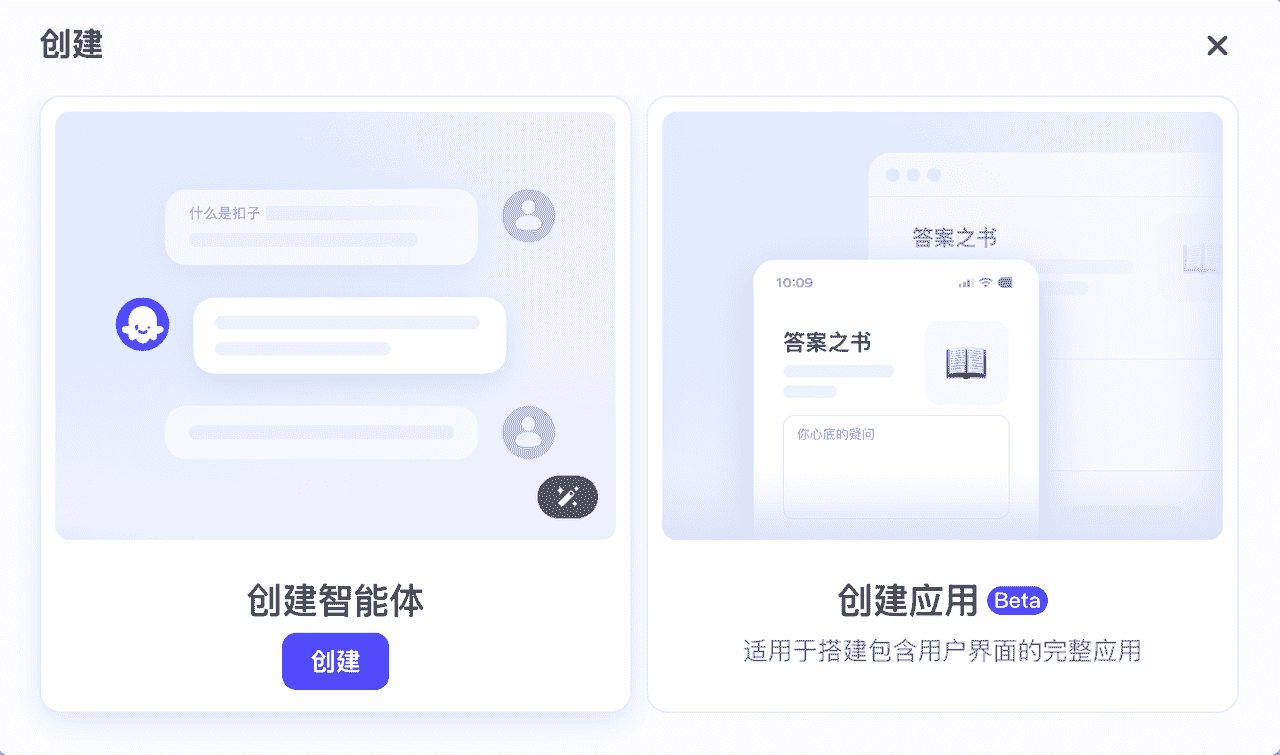 创建
什么是扣子
创建智能体
创建
答案之书
10:09
答案之书
你心底的疑问
创建应用 Beta
适用于搭建包含用户界面的完整应用